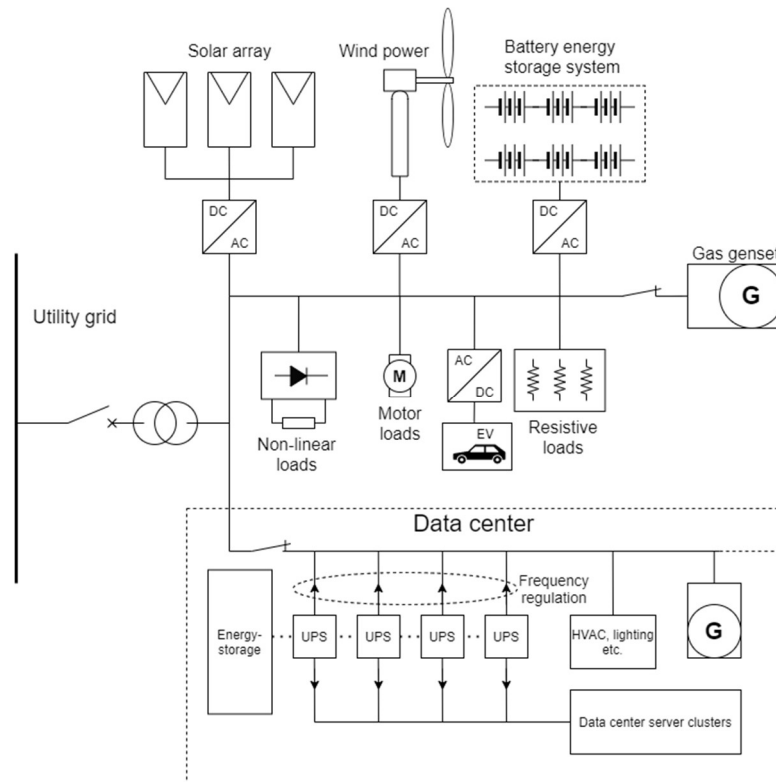 Solar array
Wind power
Battery energy
storage system
DC
AC
DC
AC
DC
AC
Gas genset
G
Utility grid
Non-linear
loads
M
Motor
loads
AC
DC
EV
Resistive
loads
Data center
Frequency
regulation
Energy-
storage
UPS
UPS
UPS
UPS
HVAC, lighting
etc.
G
Data center server clusters